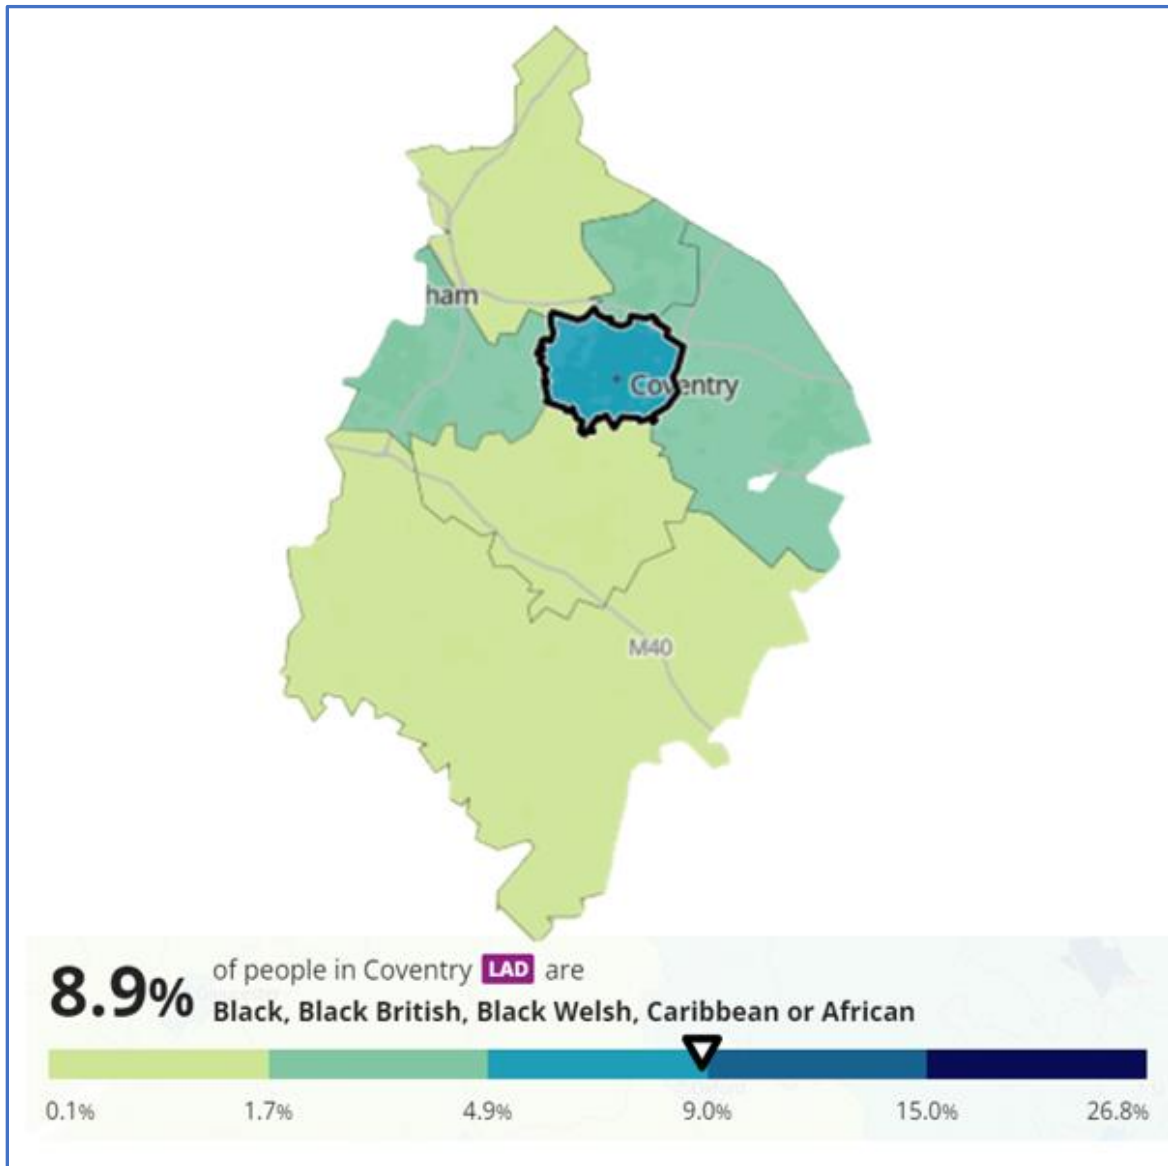 ham
Coventry
M40
8.9% of people in Coventry LAD are
Black, Black British, Black Welsh, Caribbean or African
0.1% 1.7% 4.9% 9.0% 15.0% 26.8%